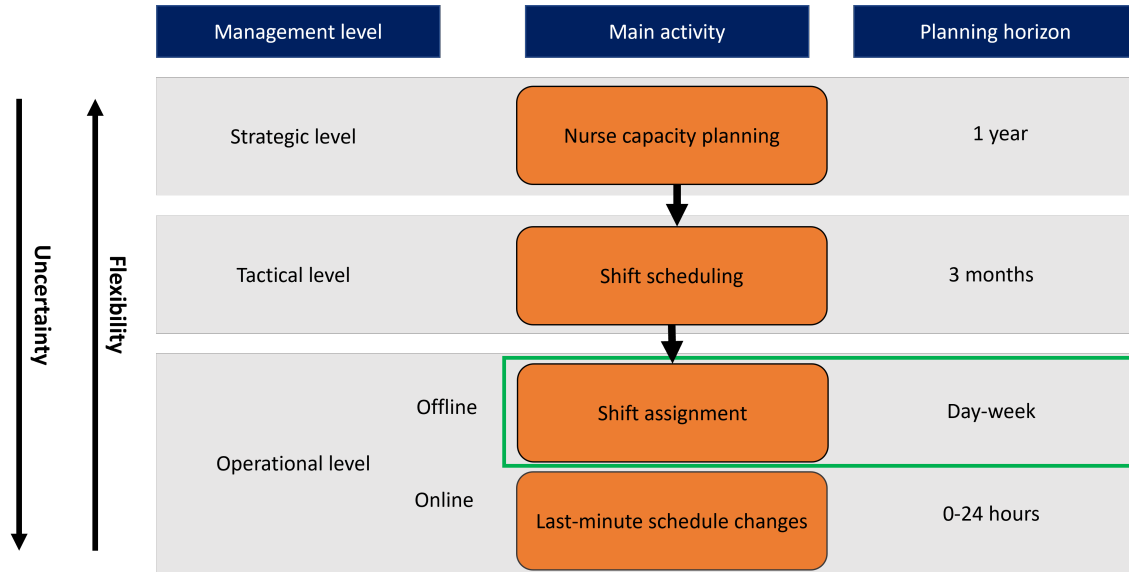 Management level
Main activity
Planning horizon
Strategic level
Nurse capacity planning
1 year
Tactical level
Shift scheduling
3 months
Operational level
Offline
Shift assignment
Day-week
Online
Last-minute schedule changes
0-24 hours
Uncertainty
Flexibility